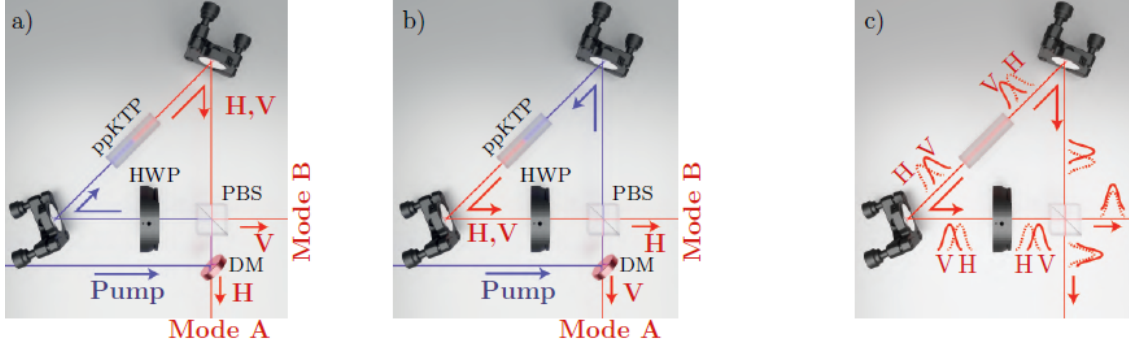 a)
ppKTP
H,V
HWP
PBS
V
DM
Pump
H
Mode A
Mode B
b)
ppKTP
HWP
PBS
H,V
H
DM
Pump
V
Mode A
Mode B
c)
V H
H V
V H
H V